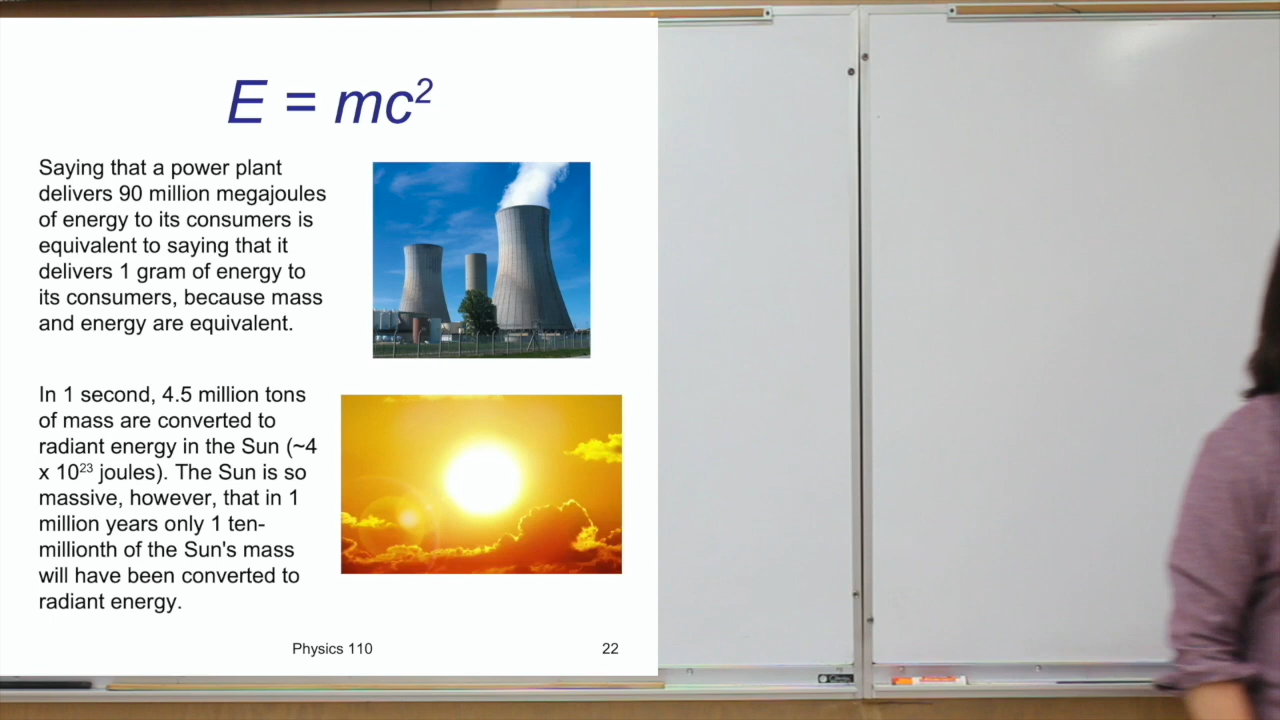 E = mc²
Saying that a power plant
delivers 90 million megajoules
of energy to its consumers is
equivalent to saying that it
delivers 1 gram of energy to
its consumers, because mass
and energy are equivalent.
In 1 second, 4.5 million tons
of mass are converted to
radiant energy in the Sun (~4
x 10²³ joules). The Sun is so
massive, however, that in 1
million years only 1 ten-
millionth of the Sun's mass
will have been converted to
radiant energy.
Physics 110
22